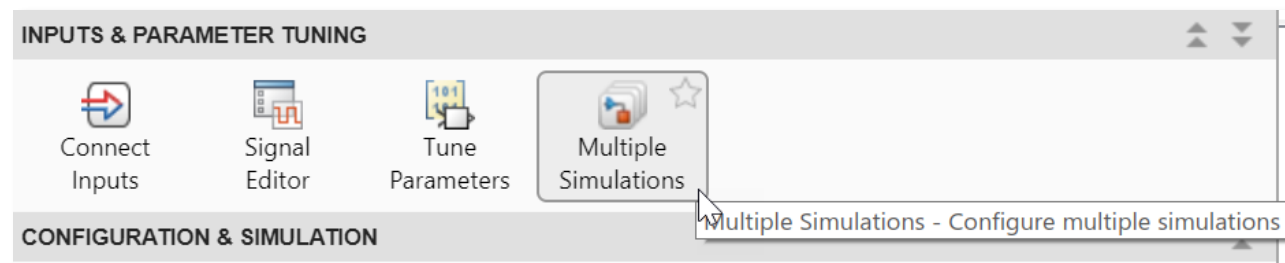 INPUTS & PARAMETER TUNING
Connect
Inputs
Signal
Editor
Tune
Parameters
Multiple
Simulations
Multiple Simulations - Configure multiple simulations
CONFIGURATION & SIMULATION